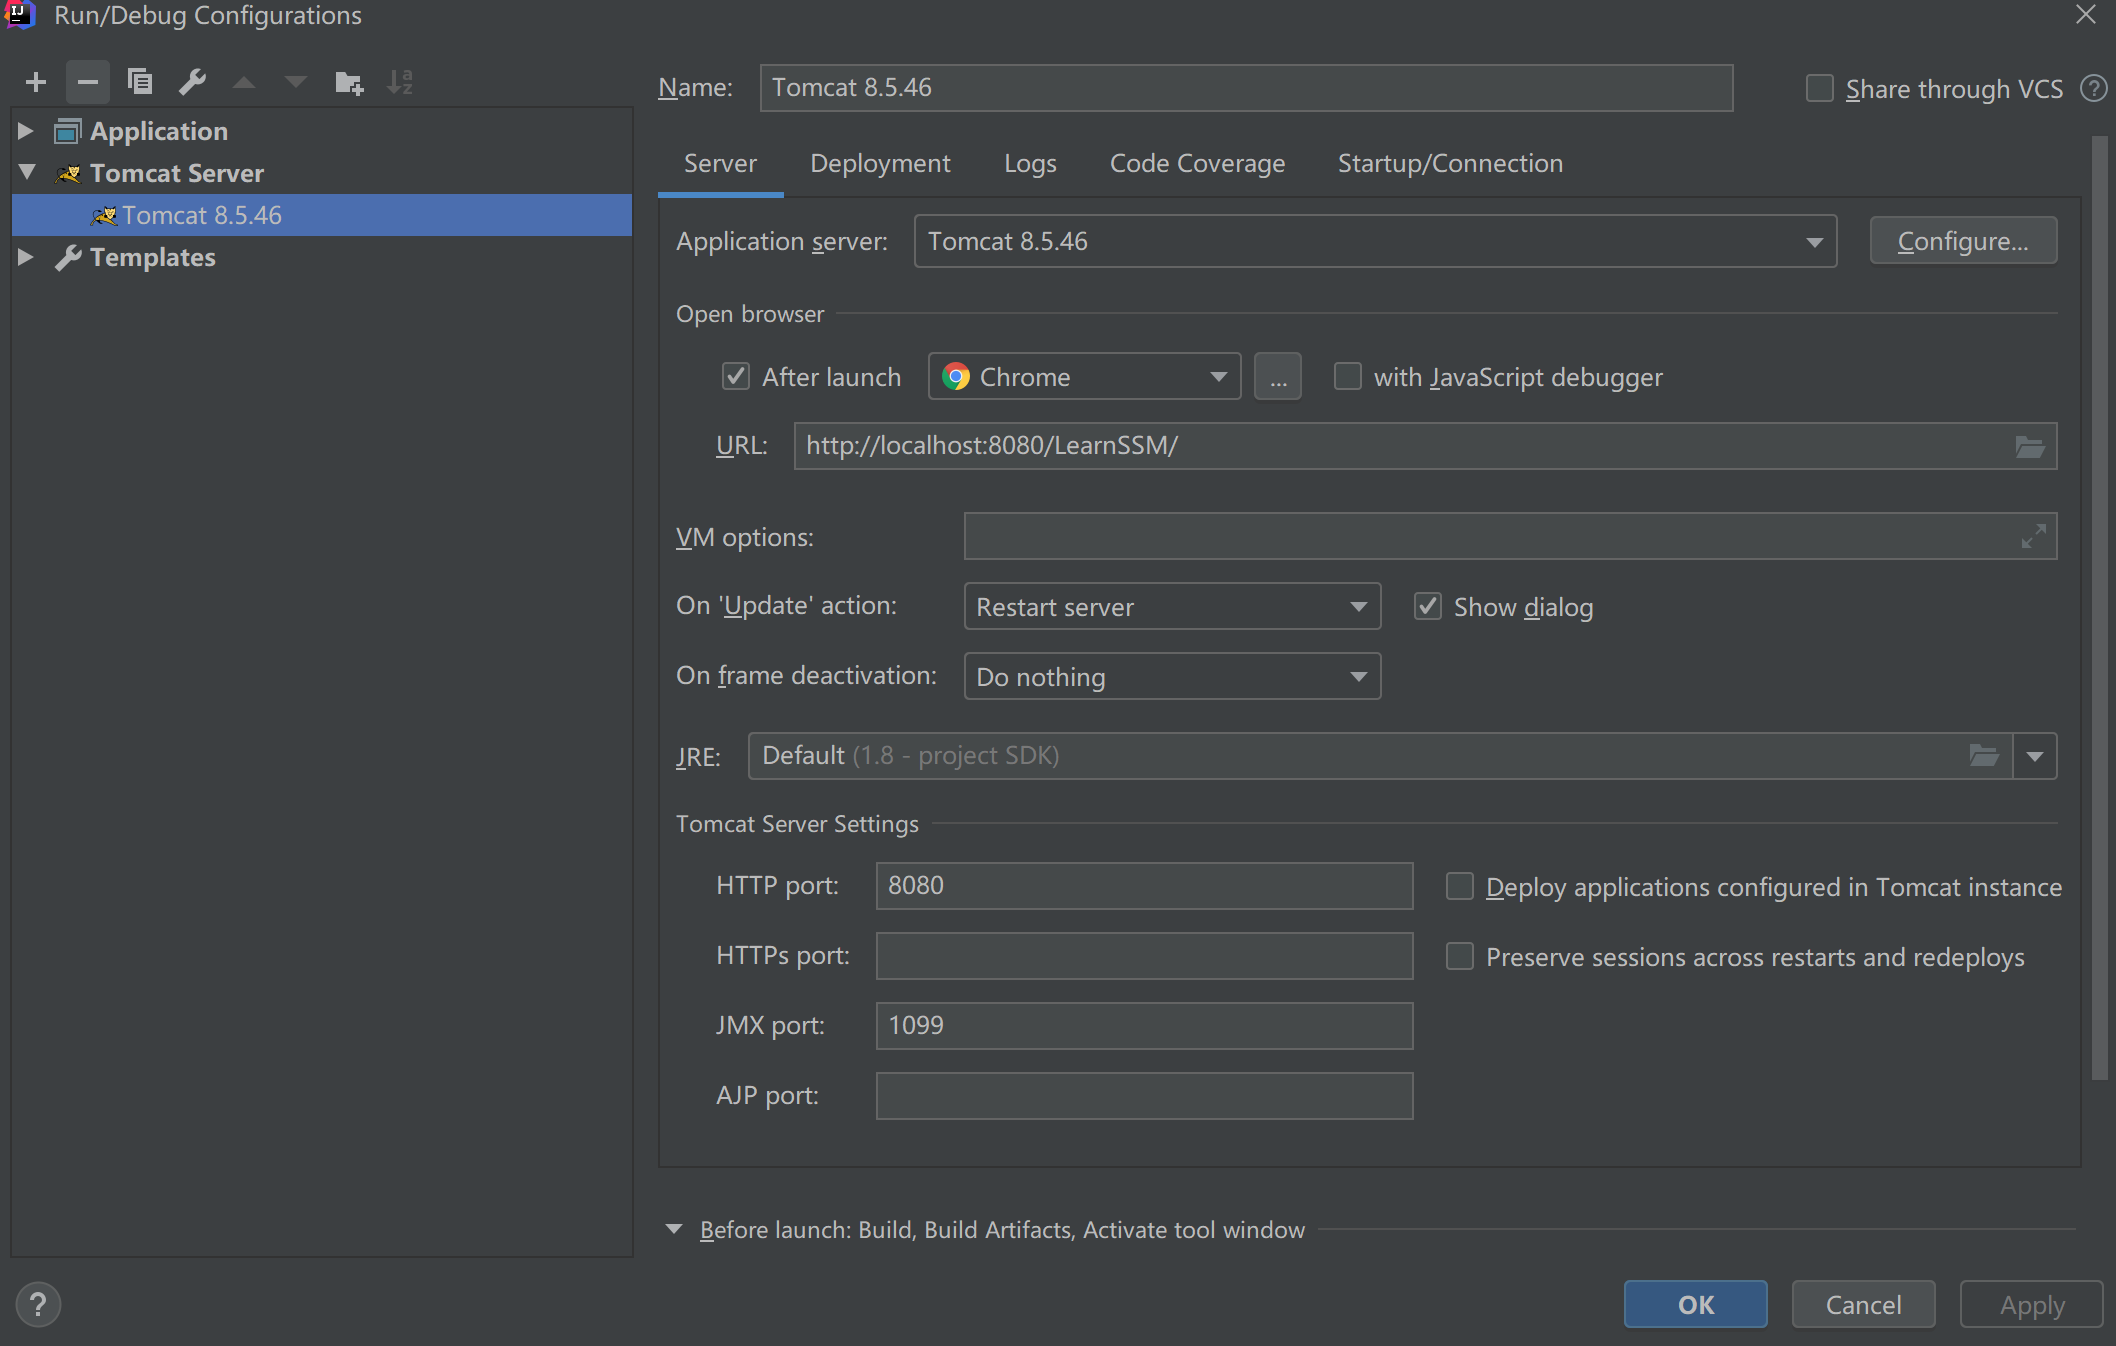 Run/Debug Configurations
Application
Tomcat Server
Tomcat 8.5.46
Templates
Name: Tomcat 8.5.46 Share through VCS ?
Server Deployment Logs Code Coverage Startup/Connection
Application server: Tomcat 8.5.46 Configure...
Open browser
After launch Chrome ... with JavaScript debugger
URL: http://localhost:8080/LearnSSM/
VM options:
On 'Update' action: Restart server Show dialog
On frame deactivation: Do nothing
JRE: Default (1.8 - project SDK)
Tomcat Server Settings
HTTP port: 8080 Deploy applications configured in Tomcat instance
HTTPs port: Preserve sessions across restarts and redeploys
JMX port: 1099
AJP port:
Before launch: Build, Build Artifacts, Activate tool window
? OK Cancel Apply